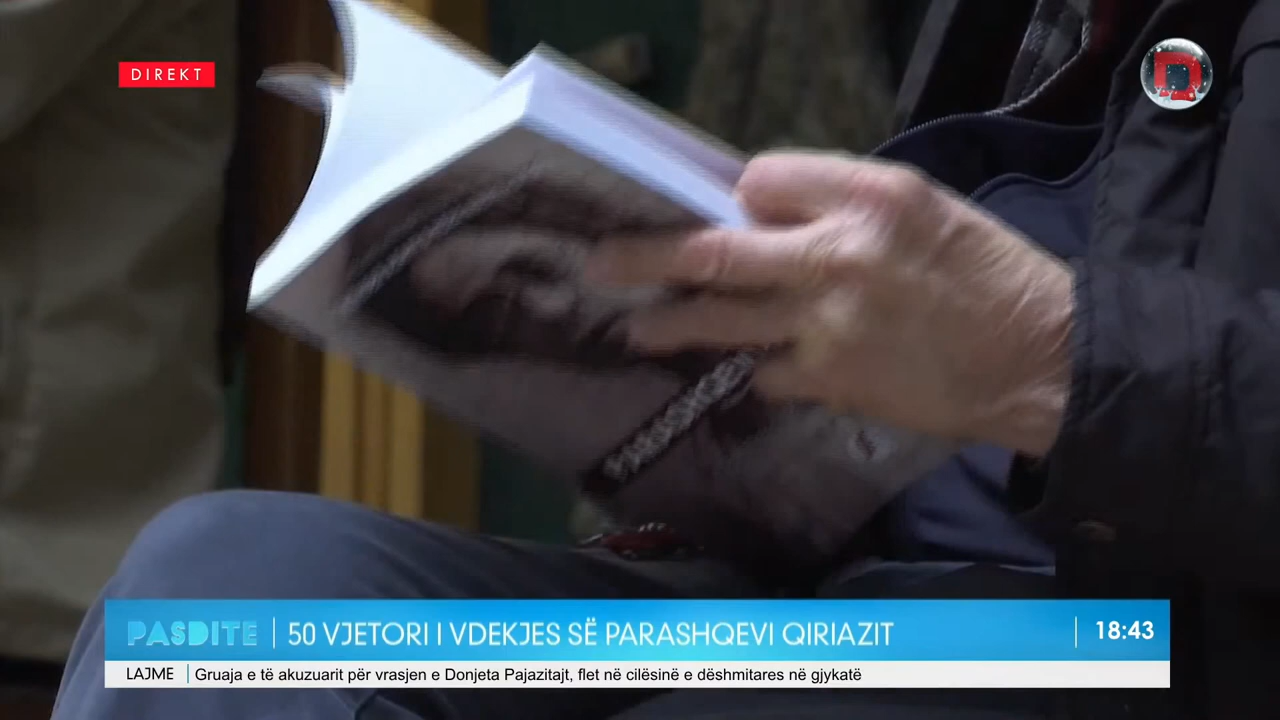 DIREKT
PASDITE
50 VJETORI I VDEKJES SË PARASHQEVI QIRIAZIT
18:43
LAJME
Gruaja e të akuzuarit për vrasjen e Donjeta Pajazitajt, flet në cilësinë e dëshmitares në gjykatë